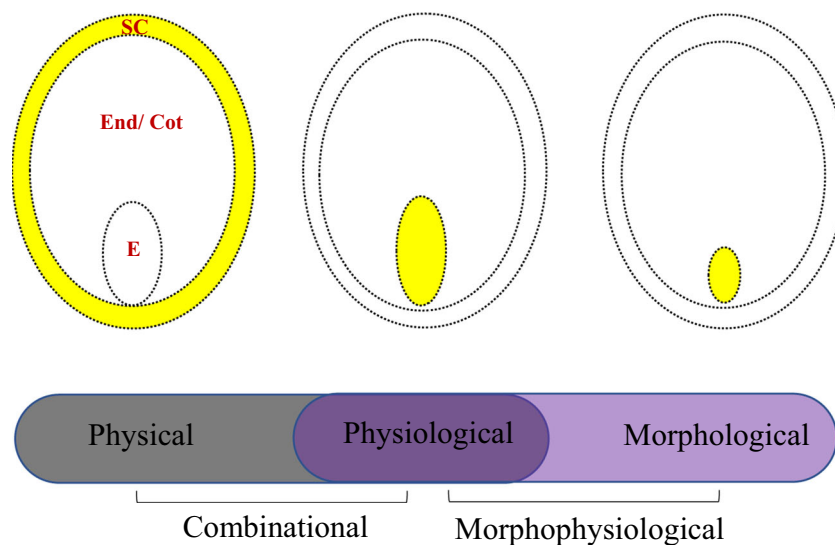 SC
End/ Cot
E
Physical
Physiological
Morphological
Combinational
Morphophysiological